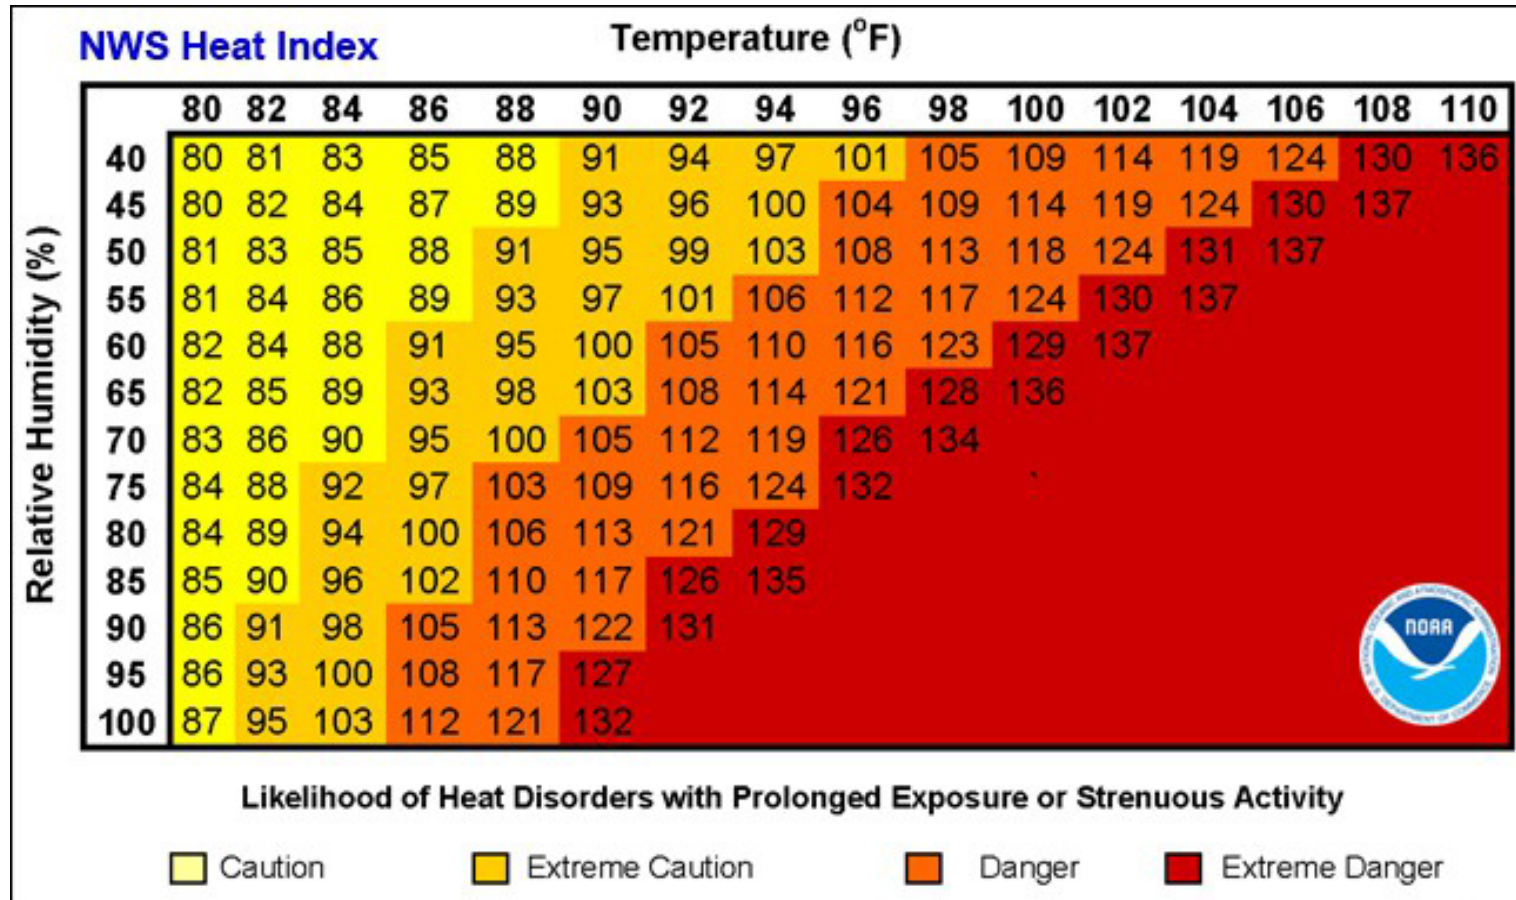 NWS Heat Index
Temperature (°F)
80 82 84 86 88 90 92 94 96 98 100 102 104 106 108 110
Relative Humidity (%)
40 80 81 83 85 88 91 94 97 101 105 109 114 119 124 130 136
45 80 82 84 87 89 93 96 100 104 109 114 119 124 130 137
50 81 83 85 88 91 95 99 103 108 113 118 124 131 137
55 81 84 86 89 93 97 101 106 112 117 124 130 137
60 82 84 88 91 95 100 105 110 116 123 129 137
65 82 85 89 93 98 103 108 114 121 128 136
70 83 86 90 95 100 105 112 119 126 134
75 84 88 92 97 103 109 116 124 132
80 84 89 94 100 106 113 121 129
85 85 90 96 102 110 117 126 135
90 86 91 98 105 113 122 131
95 86 93 100 108 117 127
100 87 95 103 112 121 132
NATIONAL OCEANIC AND ATMOSPHERIC ADMINISTRATION
NOAA
U.S. DEPARTMENT OF COMMERCE
Likelihood of Heat Disorders with Prolonged Exposure or Strenuous Activity
Caution Extreme Caution Danger Extreme Danger